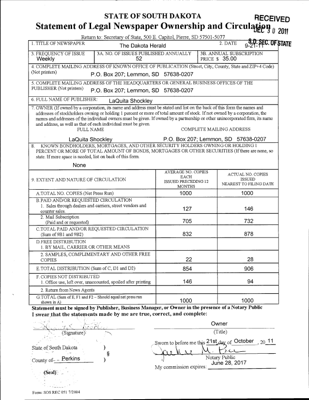 STATE OF SOUTH DAKOTA
Statement of Legal Newspaper Ownership and Circulation
RECEIVED
DEC 30 2011
S.D. SEC. OF STATE
Return to: Secretary of State, 500 E Capitol, Pierre, SD 57501-5077
1. TITLE OF NEWSPAPER
The Dakota Herald
2. DATE
3. FREQUENCY OF ISSUE
Weekly
3A. NO. OF ISSUES PUBLISHED ANNUALLY
52
3B. ANNUAL SUBSCRIPTION
PRICE $ 35.00
4. COMPLETE MAILING ADDRESS OF KNOWN OFFICE OF PUBLICATION (Street, City, County, State and ZIP+4 Code)
(Not printers)
P.O. Box 207; Lemmon, SD 57638-0207
5. COMPLETE MAILING ADDRESS OF THE HEADQUARTERS OR GENERAL BUSINESS OFFICES OF THE
PUBLISHER (Not printer)
P.O. Box 207; Lemmon, SD 57638-0207
6. FULL NAME OF PUBLISHER:
LaQuita Shockley
7. OWNER (If owned by a corporation, its name and address must be stated and list on the back of this form the names and
addresses of stockholders owning or holding 1 percent or more of total amount of stock. If not owned by a corporation, the
names and addresses of the individual owners must be given. If owned by a partnership or other unincorporated firm, its name
and address, as well as that of each individual must be given.
FULL NAME
COMPLETE MAILING ADDRESS
LaQuita Shockley
P.O. Box 207; Lemmon, SD 57638-0207
8. KNOWN BONDHOLDERS, MORTGAGES, AND OTHER SECURITY HOLDERS OWNING OR HOLDING 1
PERCENT OR MORE OF TOTAL AMOUNT OF BONDS, MORTGAGES OR OTHER SECURITIES (If there are none, so
state. If more space is needed, list on back of this form.
None
9. EXTENT AND NATURE OF CIRCULATION
AVERAGE NO. COPIES
EACH
ISSUED PRECEDING 12
MONTHS
ACTUAL NO. COPIES
ISSUED
NEAREST TO FILING DATE
A. TOTAL NO. COPIES (Net Press Run)
1000
1000
B. PAID AND/OR REQUESTED CIRCULATION
1. Sales through dealers and carriers, street vendors and
counter sales
127
146
2. Mail Subscription
(Paid and or requested)
705
732
C. TOTAL PAID AND/OR REQUESTED CIRCULATION
(Sum of 9B1 and 9B2)
832
878
D. FREE DISTRIBUTION
1. BY MAIL, CARRIER OR OTHER MEANS
2. SAMPLES, COMPLIMENTARY AND OTHER FREE
COPIES
22
28
E. TOTAL DISTRIBUTION (Sum of C, D1 and D2)
854
906
F. COPIES NOT DISTRIBUTED
1. Office use, left over, unaccounted, spoiled after printing
146
94
2. Return from News Agents
G. TOTAL (Sum of E, F1 and F2 - Should equal net press run
shown in A)
1000
1000
Statement must be signed by Publisher, Business Manager, or Owner in the presence of a Notary Public
I swear that the statements made by me are true, correct, and complete:
(Signature)
Owner
(Title)
State of South Dakota )
§
County of: Perkins )
Sworn to before me this 21st day of October, 2011
Notary Public
My commission expires: June 28, 2017
(Seal)
Form: SOS REC 051 7/2004